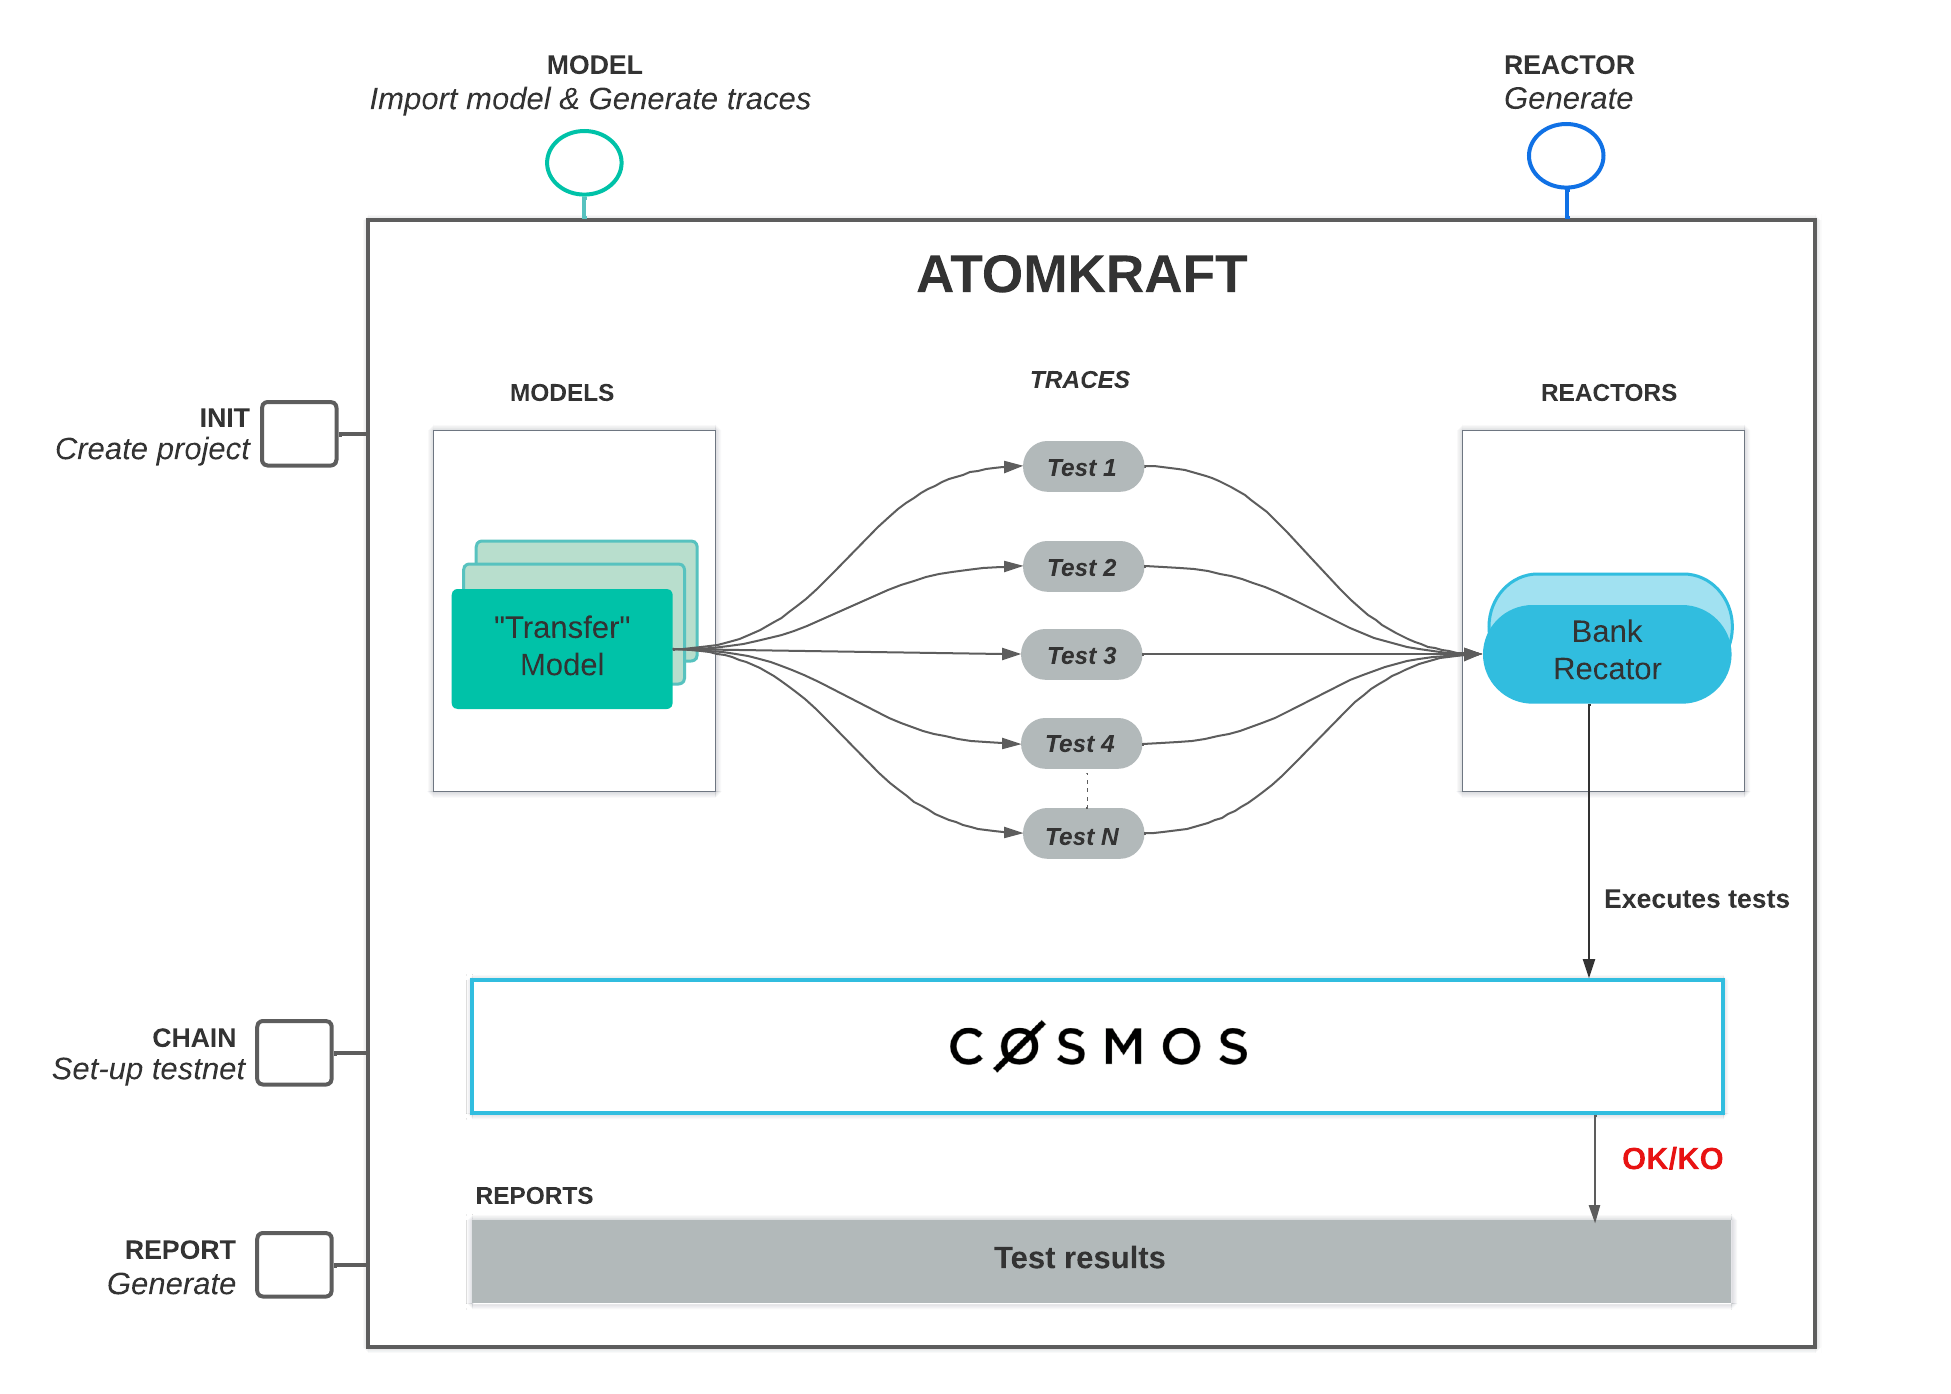 MODEL
Import model & Generate traces
REACTOR
Generate
ATOMKRAFT
INIT
Create project
MODELS
TRACES
REACTORS
"Transfer"
Model
Test 1
Test 2
Test 3
Test 4
Test N
Bank
Recator
Executes tests
CHAIN
Set-up testnet
CØSMOS
OK/KO
REPORTS
REPORT
Generate
Test results